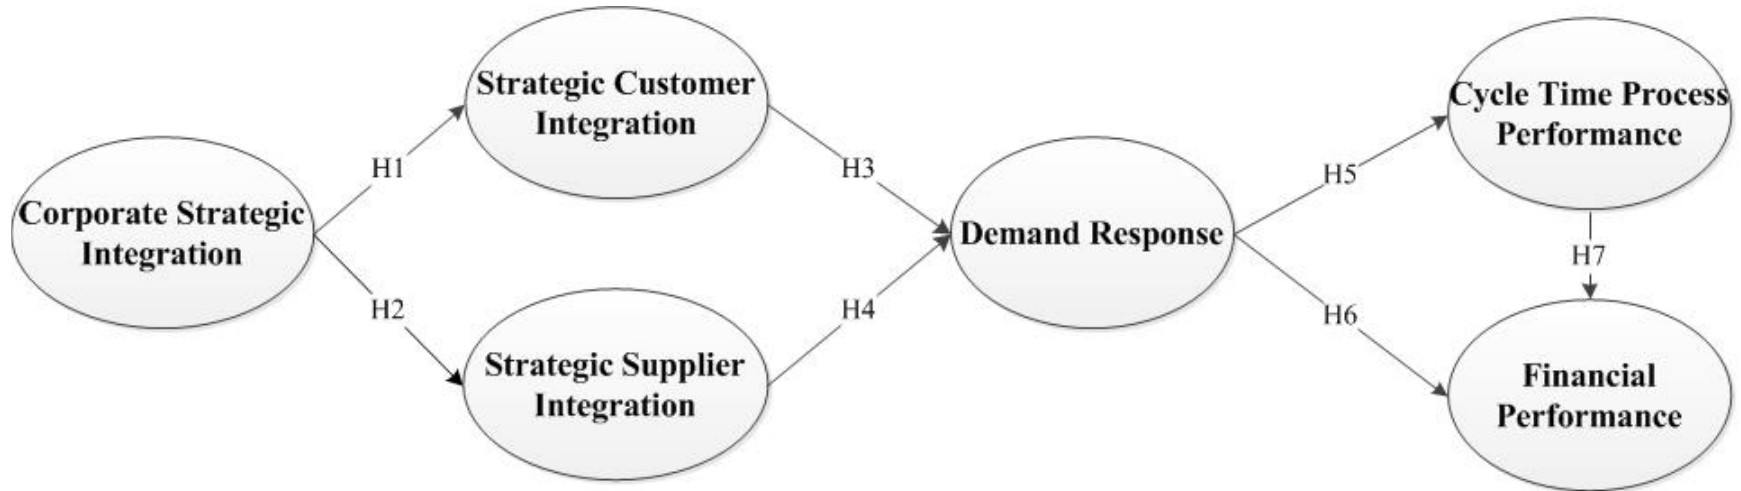 Corporate Strategic
Integration
H1
H2
Strategic Customer
Integration
Strategic Supplier
Integration
H3
H4
Demand Response
H5
H6
Cycle Time Process
Performance
H7
Financial
Performance